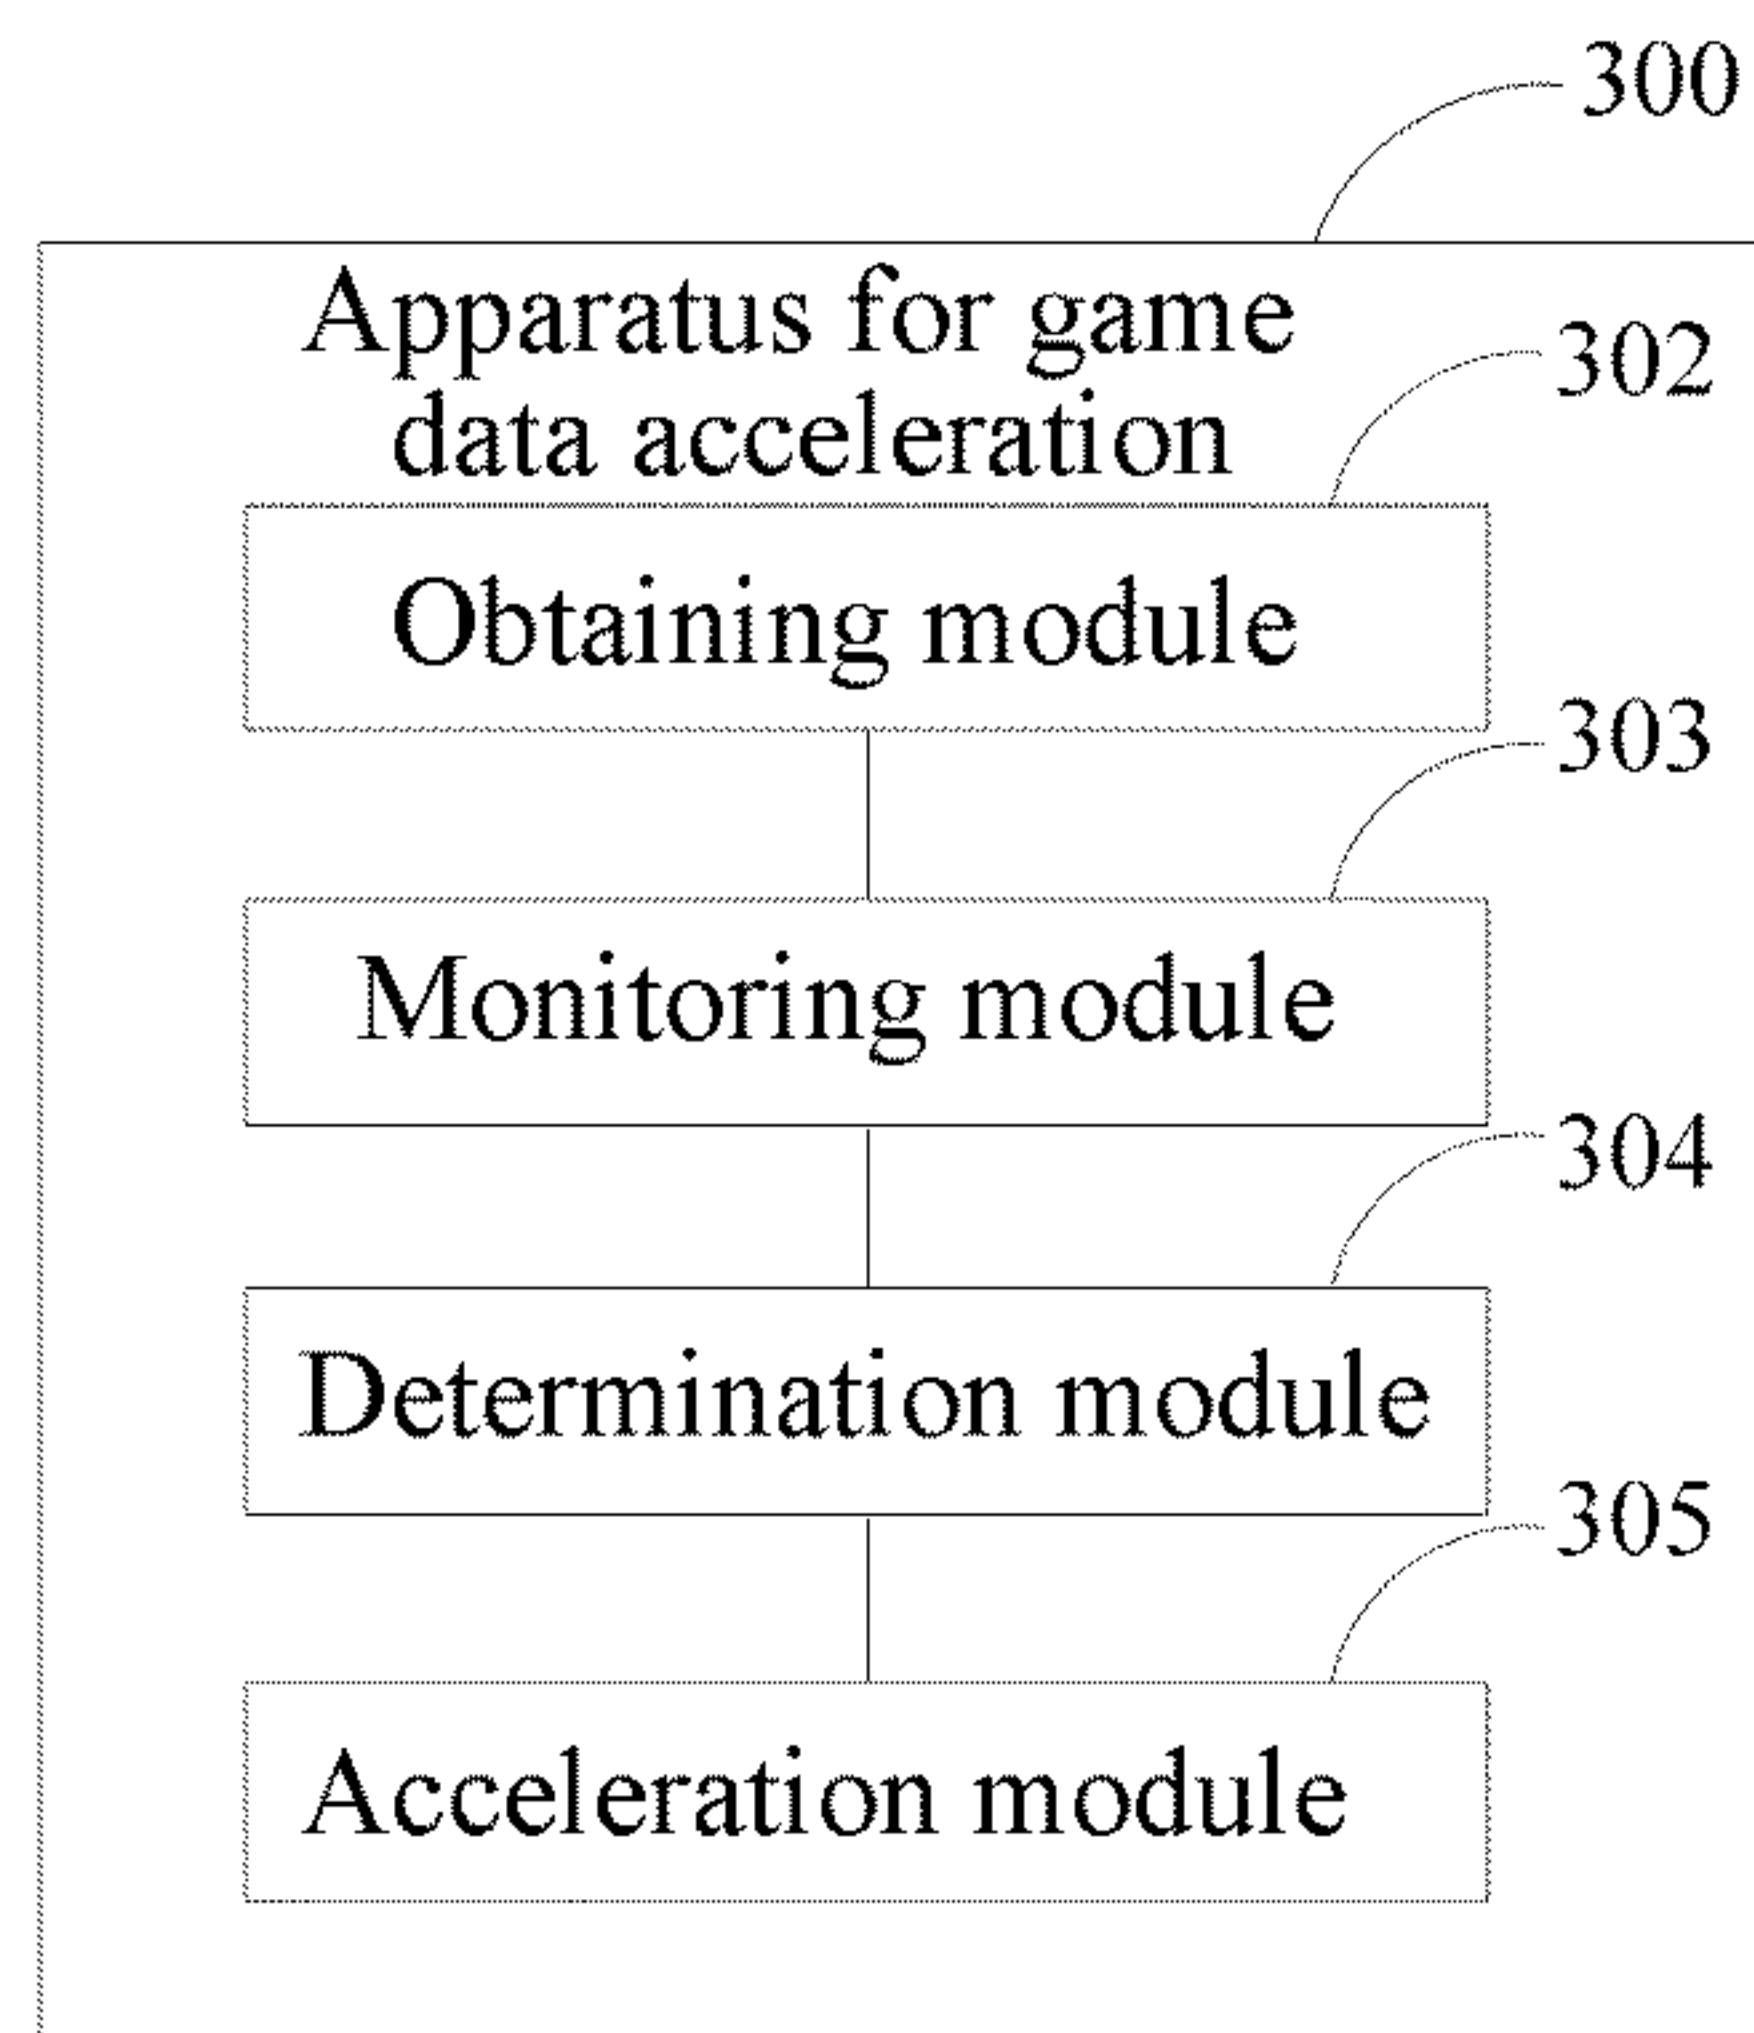 300
Apparatus for game
data acceleration
302
Obtaining module
303
Monitoring module
304
Determination module
305
Acceleration module